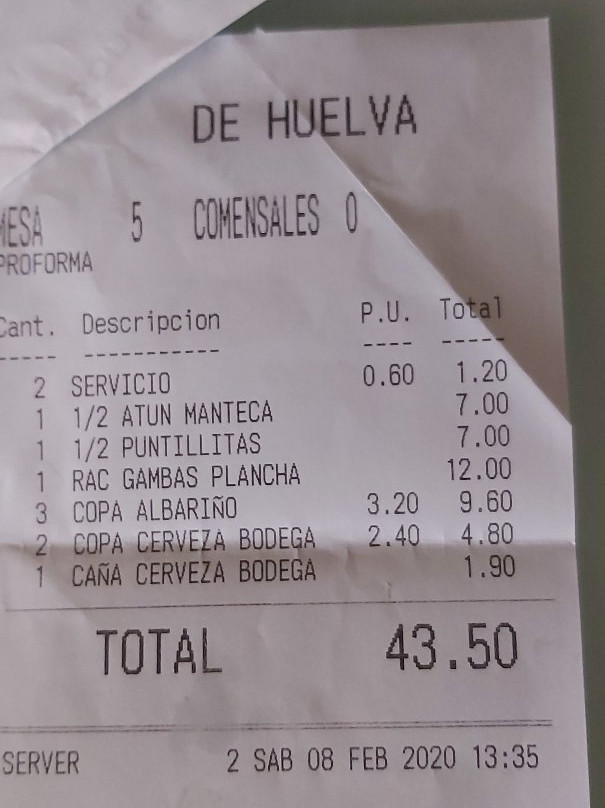 DE HUELVA
MESA 5 COMENSALES 0
PROFORMA
Cant. Descripcion P.U. Total
----- ----------- ---- -----
2 SERVICIO 0.60 1.20
1 1/2 ATUN MANTECA 7.00
1 1/2 PUNTILLITAS 7.00
1 RAC GAMBAS PLANCHA 12.00
3 COPA ALBARIÑO 3.20 9.60
2 COPA CERVEZA BODEGA 2.40 4.80
1 CAÑA CERVEZA BODEGA 1.90
TOTAL 43.50
SERVER 2 SAB 08 FEB 2020 13:35